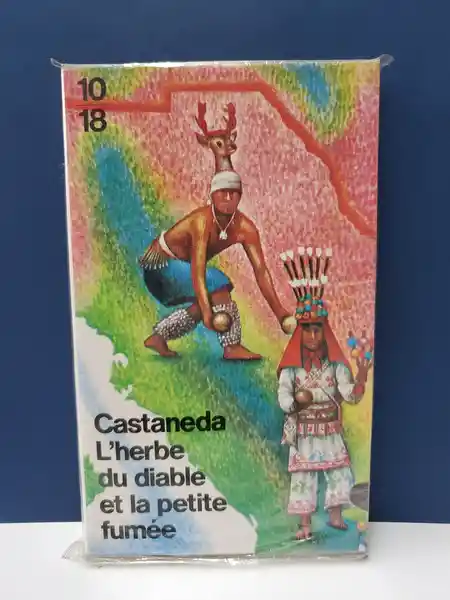 10
18
Castaneda
L'herbe
du diable
et la petite
fumée